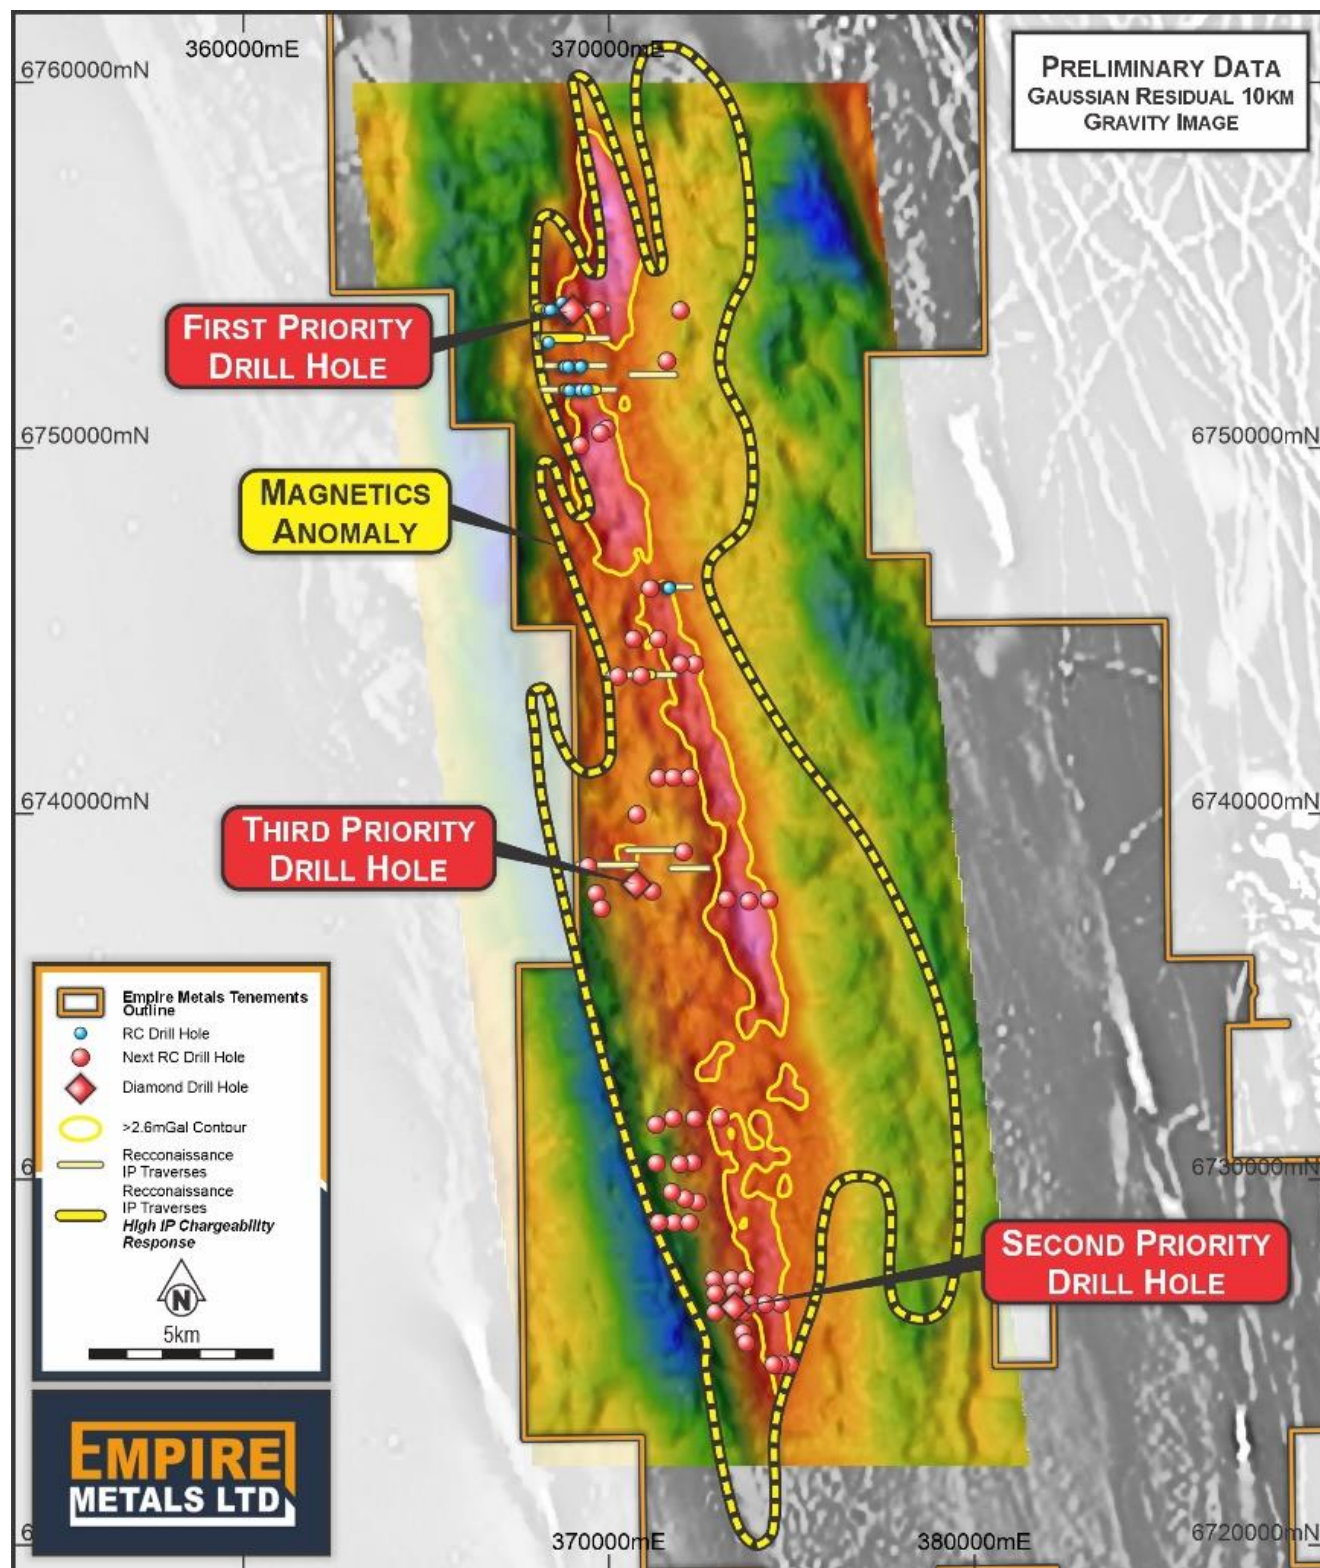 360000mE
370000mE
6760000mN
PRELIMINARY DATA
GAUSSIAN RESIDUAL 10KM
GRAVITY IMAGE
FIRST PRIORITY
DRILL HOLE
6750000mN
6750000mN
MAGNETICS
ANOMALY
6740000mN
6740000mN
THIRD PRIORITY
DRILL HOLE
Empire Metals Tenements
Outline
RC Drill Hole
Next RC Drill Hole
Diamond Drill Hole
>2.6mGal Contour
Recconaissance
IP Traverses
Recconaissance
IP Traverses
High IP Chargeability
Response
N
5km
6
6730000mN
SECOND PRIORITY
DRILL HOLE
EMPIRE
METALS LTD
6
370000mE
380000mE
6720000mN